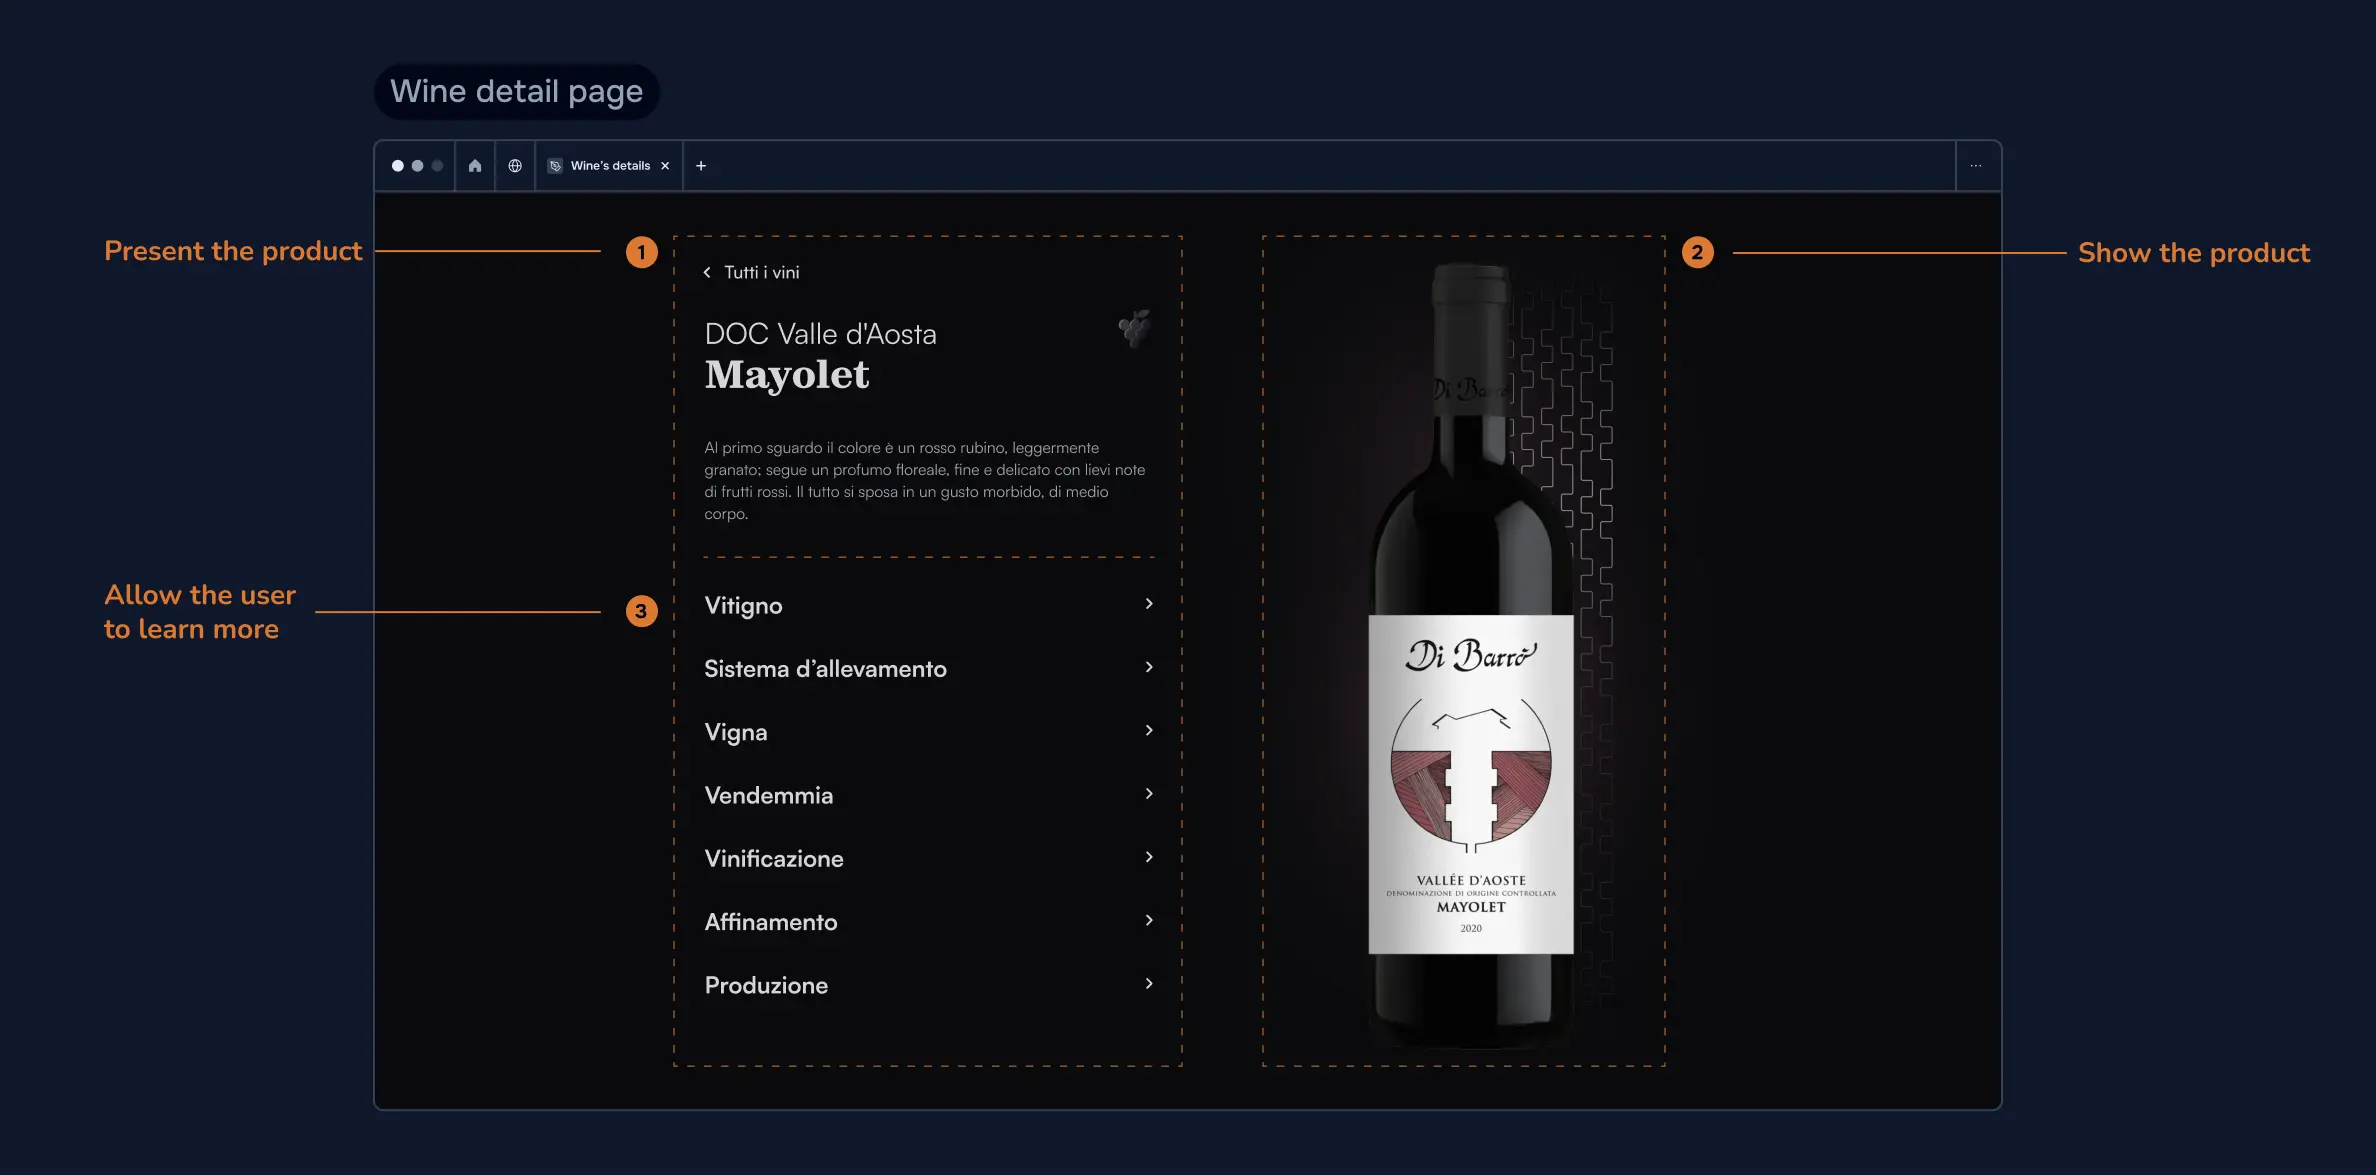 Wine detail page
Wine's details
Present the product
1
‹ Tutti i vini
DOC Valle d'Aosta
Mayolet
Al primo sguardo il colore è un rosso rubino, leggermente
granato; segue un profumo floreale, fine e delicato con lievi note
di frutti rossi. Il tutto si sposa in un gusto morbido, di medio
corpo.
Allow the user
to learn more
3
Vitigno
Sistema d’allevamento
Vigna
Vendemmia
Vinificazione
Affinamento
Produzione
2
Show the product
Di Barrò
Di Barrò
VALLÉE D'AOSTE
DENOMINAZIONE DI ORIGINE CONTROLLATA
MAYOLET
2020